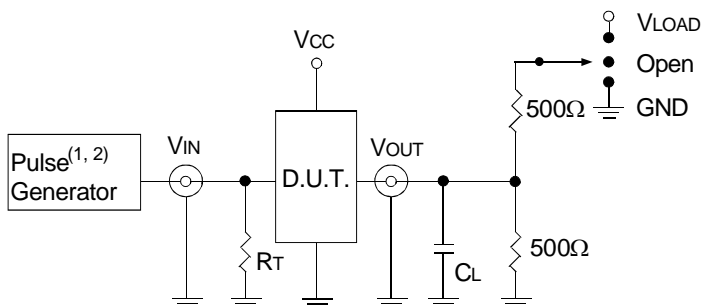 VLOAD
VCC
Open
500Ω
GND
VIN
VOUT
Pulse(1, 2)
Generator
D.U.T.
RT
CL
500Ω